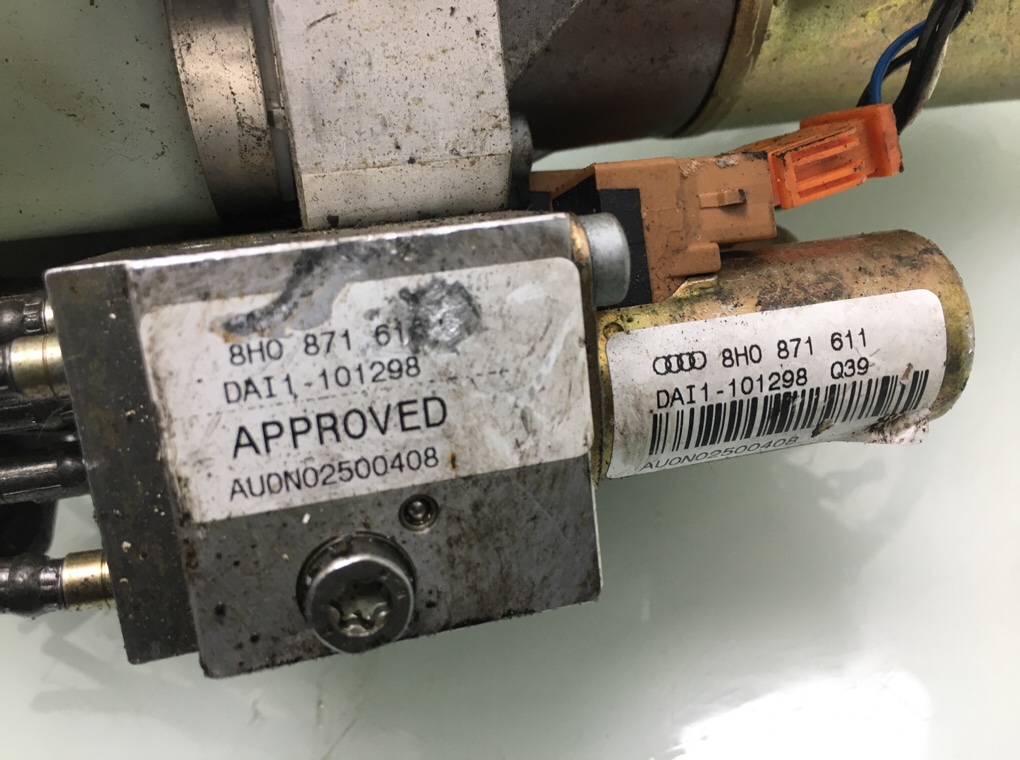 8H0 871
DAI1-101298
APPROVED
AU0N02500408
8H0 871 611
DAI1-101298 Q39
AU0N02500408